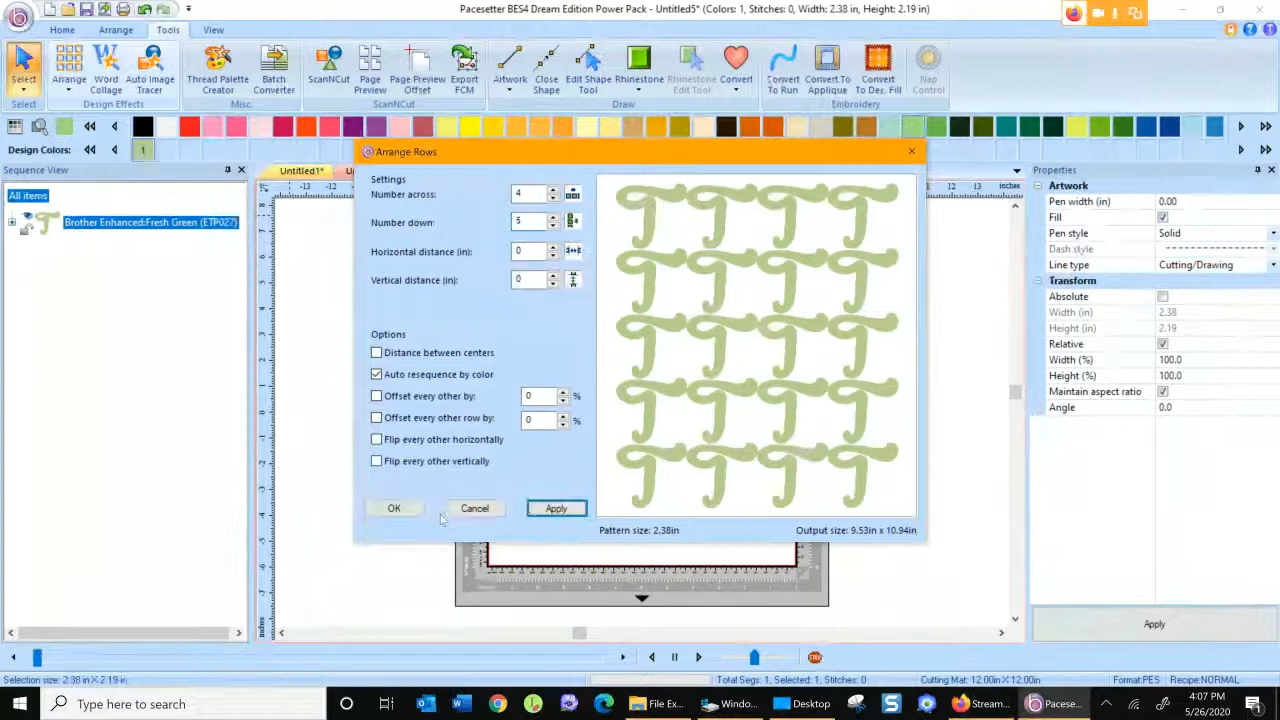 Pacesetter BES4 Dream Edition Power Pack - Untitled5* (Colors: 1, Stitches: 0, Width: 2.38 in, Height: 2.19 in)
Home Arrange Tools View
Select
Arrange
Word Collage
Auto Image Tracer
Thread Palette Creator
Batch Converter
ScanNCut
Page Preview
Page Preview Offset
Export FCM
Artwork
Close Shape
Edit Shape Tool
Rhinestone
Rhinestone Edit Tool
Convert
Convert To Run
Convert To Applique
Convert To Dec. Fill
Nap Control
Select Design Effects Misc. ScanNCut Draw Embroidery
Design Colors: 1
Sequence View
All items
Brother Enhanced:Fresh Green (ETP027)
Untitled1*
-13 -12
11 12 inches
Arrange Rows
Settings
Number across: 4
Number down: 5
Horizontal distance (in): 0
Vertical distance (in): 0
Options
Distance between centers
Auto resequence by color
Offset every other by: 0 %
Offset every other row by: 0 %
Flip every other horizontally
Flip every other vertically
OK Cancel Apply
T T T T
T T T T
T T T T
T T T T
T T T T
Pattern size: 2.38in Output size: 9.53in x 10.94in
Properties
Artwork
Pen width (in) 0.00
Fill
Pen style Solid
Dash style
Line type Cutting/Drawing
Transform
Absolute
Width (in) 2.38
Height (in) 2.19
Relative
Width (%) 100.0
Height (%) 100.0
Maintain aspect ratio
Angle 0.0
Apply
inches
STOP
Selection size: 2.38 in X 2.19 in Total Segs: 1, Selected: 1, Stitches: 0 Cutting Mat: 12.00in X 12.00in Format:PES Recipe:NORMAL
Type here to search
File Ex...
Windo...
Desktop
Stream...
Pacese...
4:07 PM
5/26/2020